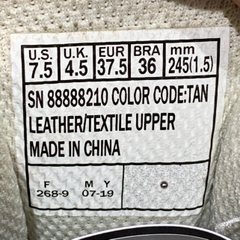 U.S. U.K. EUR BRA mm
7.5 4.5 37.5 36 245(1.5)
SN 88888210 COLOR CODE:TAN
LEATHER/TEXTILE UPPER
MADE IN CHINA
F M Y
268-9 07-19